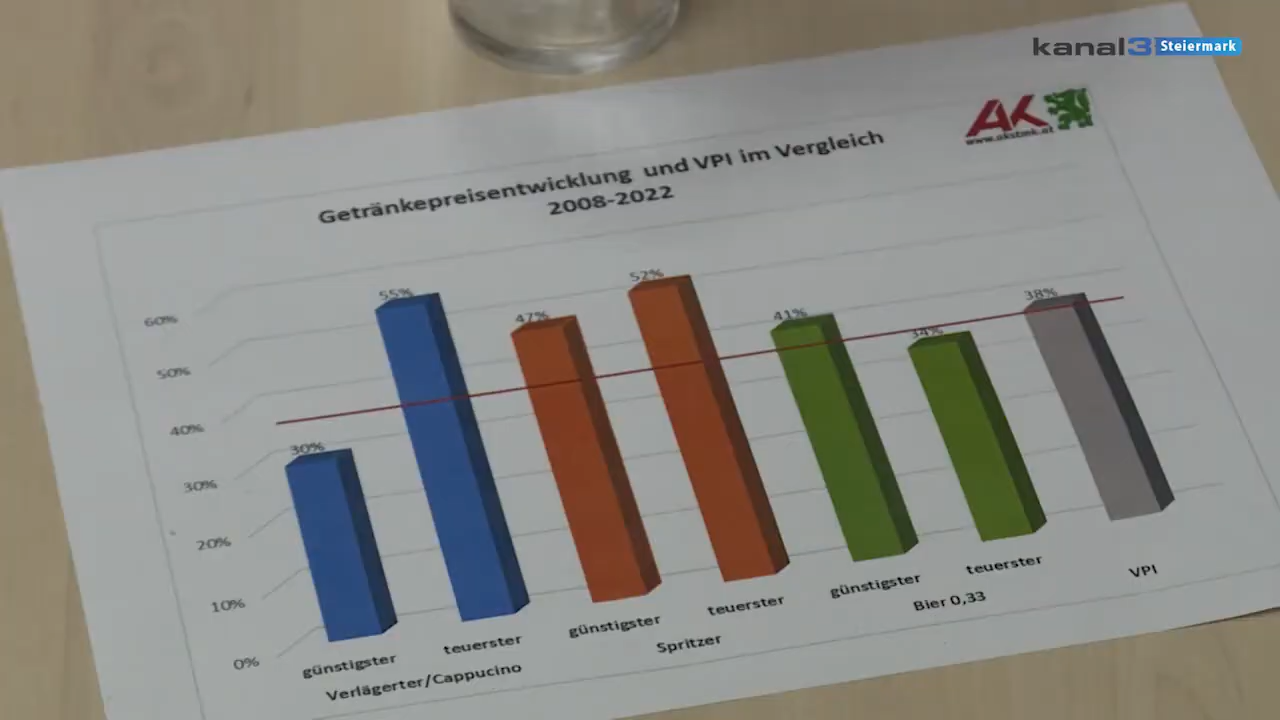 kanal3 Steiermark
AK
www.akstmk.at
Getränkepreisentwicklung und VPI im Vergleich
2008-2022
60%
50%
40%
30%
20%
10%
0%
30%
55%
47%
52%
41%
34%
38%
günstigster
teuerster
günstigster
teuerster
günstigster
teuerster
VPI
Verlägerter/Cappucino
Spritzer
Bier 0,33